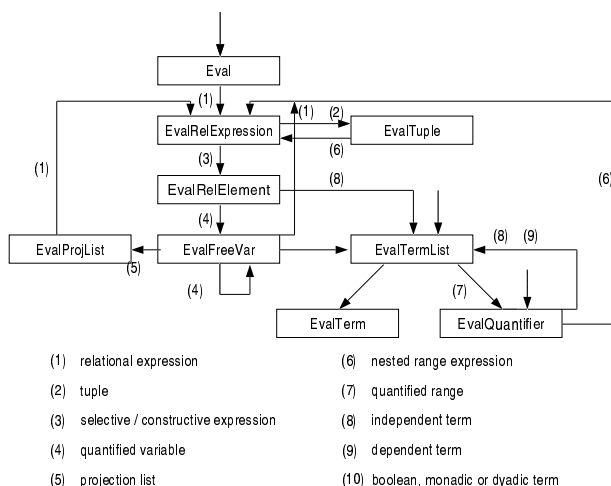 Eval
(1)
(1)
(2)
EvalRelExpression
EvalTuple
(6)
(3)
(1)
EvalRelElement
(8)
(6)
(4)
EvalProjList
EvalFreeVar
EvalTermList
(8)
(9)
(5)
(4)
(7)
EvalTerm
EvalQuantifier
(1) relational expression
(2) tuple
(3) selective / constructive expression
(4) quantified variable
(5) projection list
(6) nested range expression
(7) quantified range
(8) independent term
(9) dependent term
(10) boolean, monadic or dyadic term